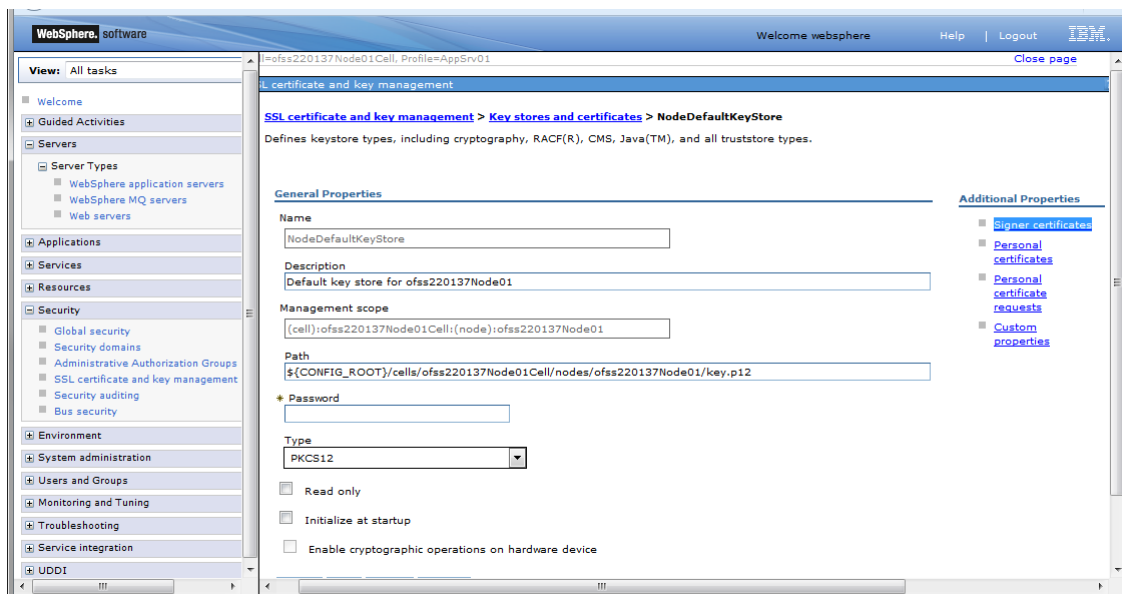 WebSphere. software
Welcome websphere
Help | Logout
IBM.
View: All tasks
Welcome
Guided Activities
Servers
Server Types
WebSphere application servers
WebSphere MQ servers
Web servers
Applications
Services
Resources
Security
Global security
Security domains
Administrative Authorization Groups
SSL certificate and key management
Security auditing
Bus security
Environment
System administration
Users and Groups
Monitoring and Tuning
Troubleshooting
Service integration
UDDI
ll=ofss220137Node01Cell, Profile=AppSrv01
Close page
SL certificate and key management
SSL certificate and key management > Key stores and certificates > NodeDefaultKeyStore
Defines keystore types, including cryptography, RACF(R), CMS, Java(TM), and all truststore types.
General Properties
Name
NodeDefaultKeyStore
Description
Default key store for ofss220137Node01
Management scope
(cell):ofss220137Node01Cell:(node):ofss220137Node01
Path
${CONFIG_ROOT}/cells/ofss220137Node01Cell/nodes/ofss220137Node01/key.p12
* Password
Type
PKCS12
Read only
Initialize at startup
Enable cryptographic operations on hardware device
Additional Properties
Signer certificates
Personal
certificates
Personal
certificate
requests
Custom
properties